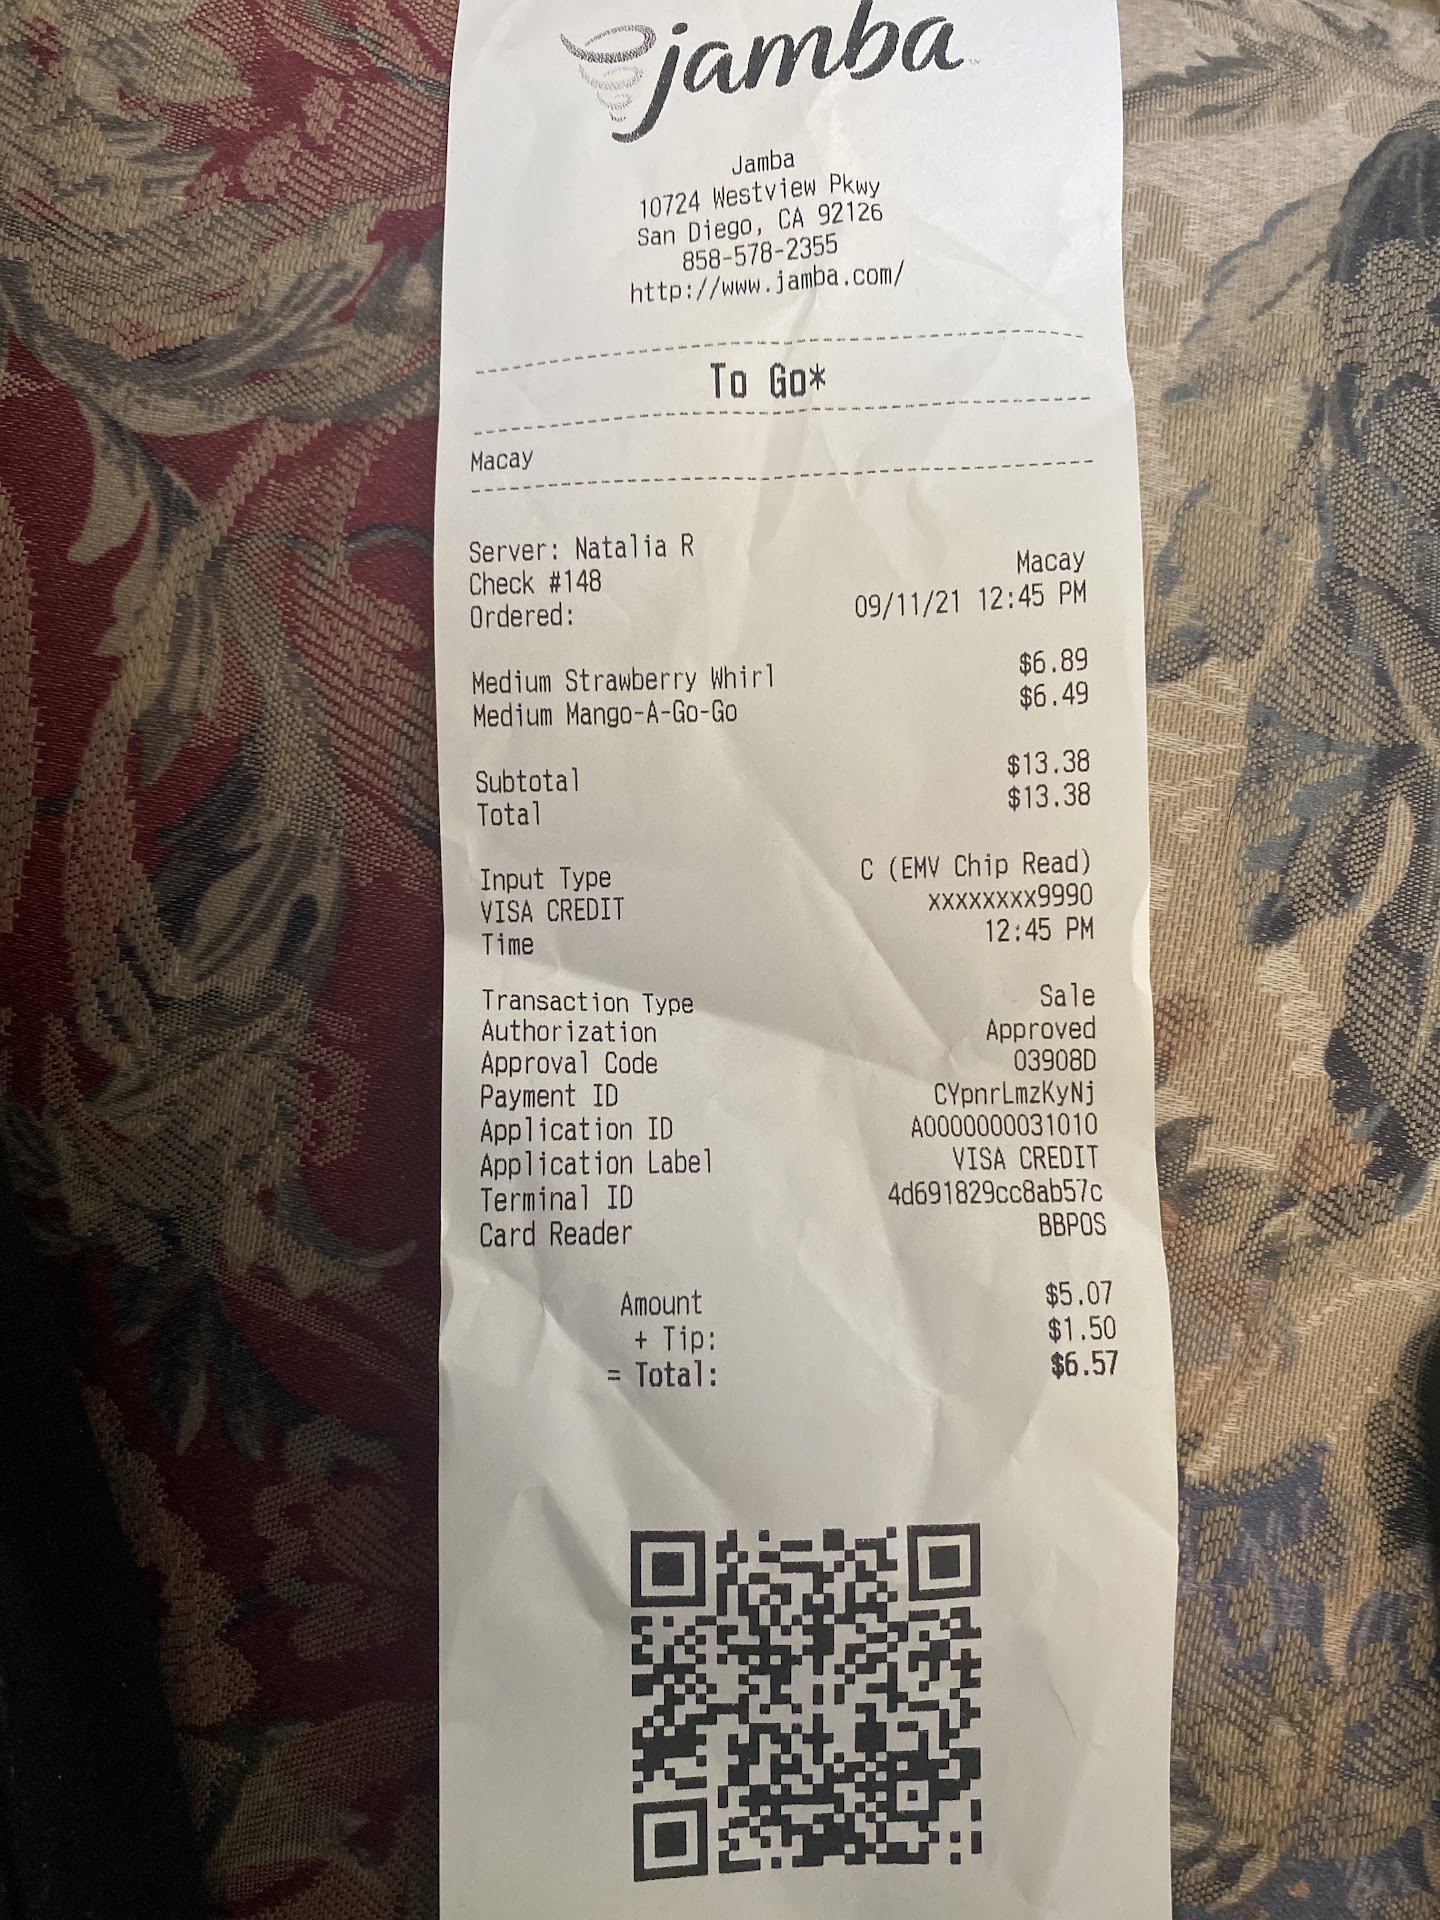 jamba
Jamba
10724 Westview Pkwy
San Diego, CA 92126
858-578-2355
http://www.jamba.com/
To Go*
Macay
Server: Natalia R
Check #148 Macay
Ordered: 09/11/21 12:45 PM
Medium Strawberry Whirl $6.89
Medium Mango-A-Go-Go $6.49
Subtotal $13.38
Total $13.38
Input Type C (EMV Chip Read)
VISA CREDIT xxxxxxxx9990
Time 12:45 PM
Transaction Type Sale
Authorization Approved
Approval Code 03908D
Payment ID CYpnrLmzKyNj
Application ID A0000000031010
Application Label VISA CREDIT
Terminal ID 4d691829cc8ab57c
Card Reader BBPOS
Amount $5.07
+ Tip: $1.50
= Total: $6.57